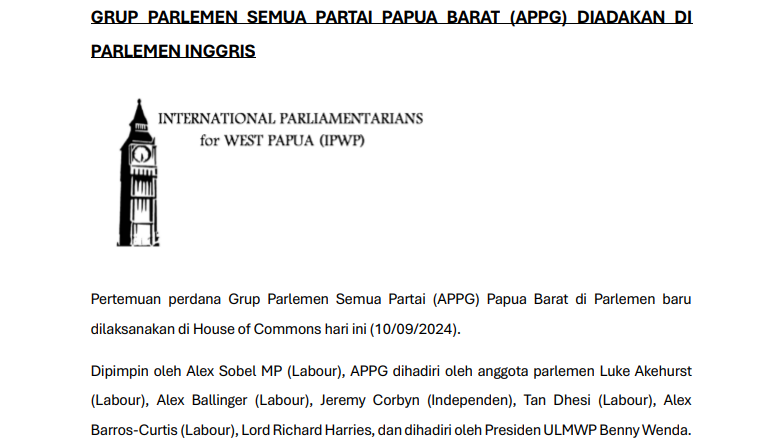 GRUP PARLEMEN SEMUA PARTAI PAPUA BARAT (APPG) DIADAKAN DI
PARLEMEN INGGRIS
INTERNATIONAL PARLIAMENTARIANS
for WEST PAPUA (IPWP)
Pertemuan perdana Grup Parlemen Semua Partai (APPG) Papua Barat di Parlemen baru
dilaksanakan di House of Commons hari ini (10/09/2024).
Dipimpin oleh Alex Sobel MP (Labour), APPG dihadiri oleh anggota parlemen Luke Akehurst
(Labour), Alex Ballinger (Labour), Jeremy Corbyn (Independen), Tan Dhesi (Labour), Alex
Barros-Curtis (Labour), Lord Richard Harries, dan dihadiri oleh Presiden ULMWP Benny Wenda.